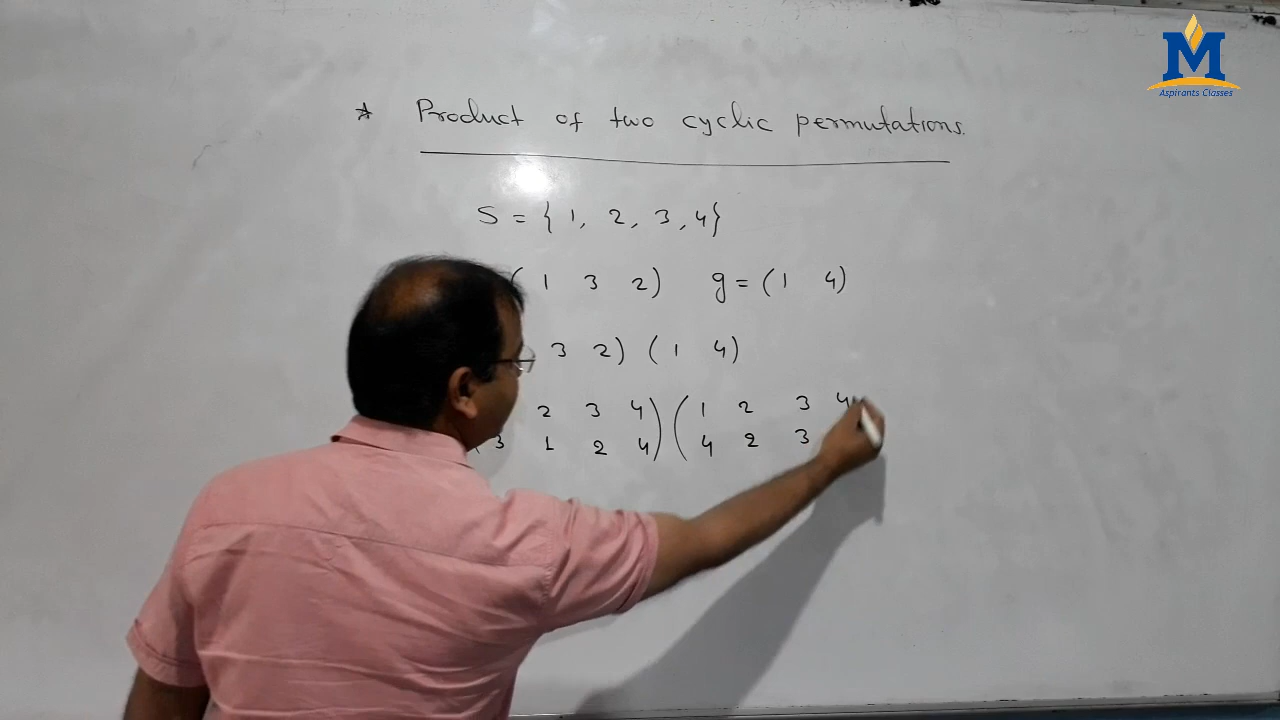 M
Aspirants Classes
* Product of two cyclic permutations.
S = { 1, 2, 3, 4}
( 1 3 2) g = (1 4)
3 2) (1 4)
2 3 4) ( 1 2 3 4
3 1 2 4) ( 4 2 3